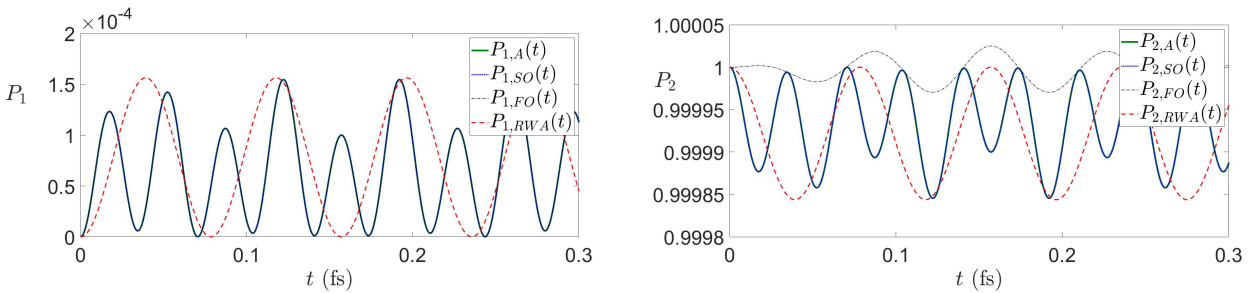 ×10⁻⁴
2
1.5
1
0.5
0
P₁
P₁,A(t)
P₁,SO(t)
P₁,FO(t)
P₁,RWA(t)
0 0.1 0.2 0.3
t (fs)
1.00005
1
0.99995
0.9999
0.99985
0.9998
P₂
P₂,A(t)
P₂,SO(t)
P₂,FO(t)
P₂,RWA(t)
0 0.1 0.2 0.3
t (fs)